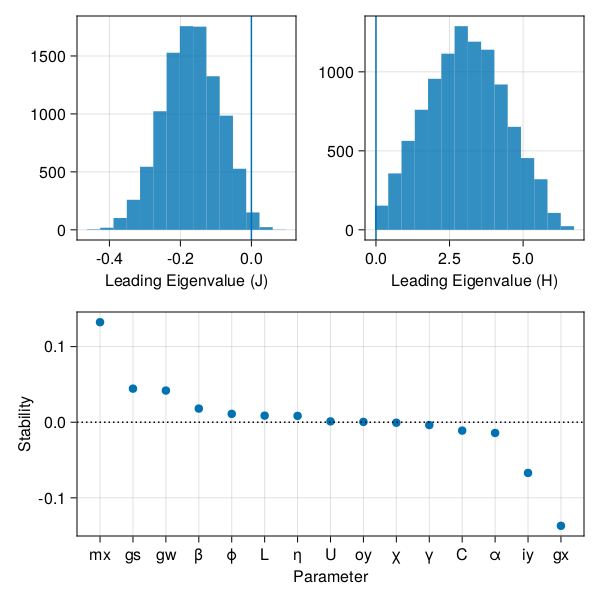 1500
1000
500
0
-0.4 -0.2 0.0
Leading Eigenvalue (J)
1000
500
0
0.0 2.5 5.0
Leading Eigenvalue (H)
Stability
0.1
0.0
-0.1
mx gs gw β ϕ L η U oy χ γ C α iy gx
Parameter